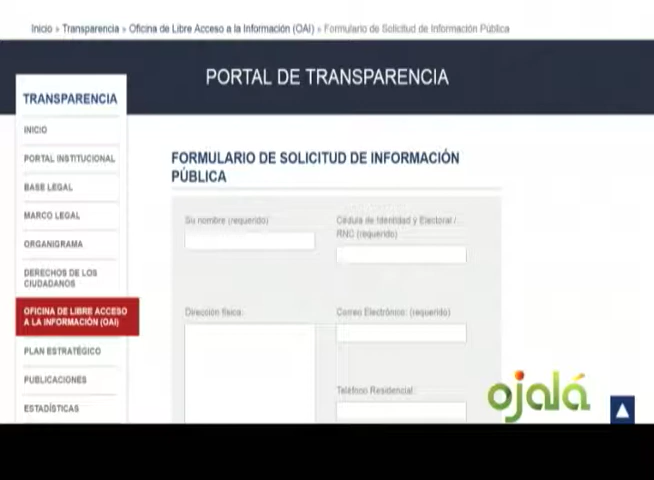 Inicio » Transparencia » Oficina de Libre Acceso a la Información (OAI) » Formulario de Solicitud de Información Pública
PORTAL DE TRANSPARENCIA
TRANSPARENCIA
INICIO
PORTAL INSTITUCIONAL
BASE LEGAL
MARCO LEGAL
ORGANIGRAMA
DERECHOS DE LOS
CIUDADANOS
OFICINA DE LIBRE ACCESO
A LA INFORMACIÓN (OAI)
PLAN ESTRATÉGICO
PUBLICACIONES
ESTADÍSTICAS
FORMULARIO DE SOLICITUD DE INFORMACIÓN
PÚBLICA
Su nombre (requerido)
Cédula de Identidad y Electoral /
RNC (requerido)
Dirección física:
Correo Electrónico: (requerido)
Teléfono Residencial:
ojalá